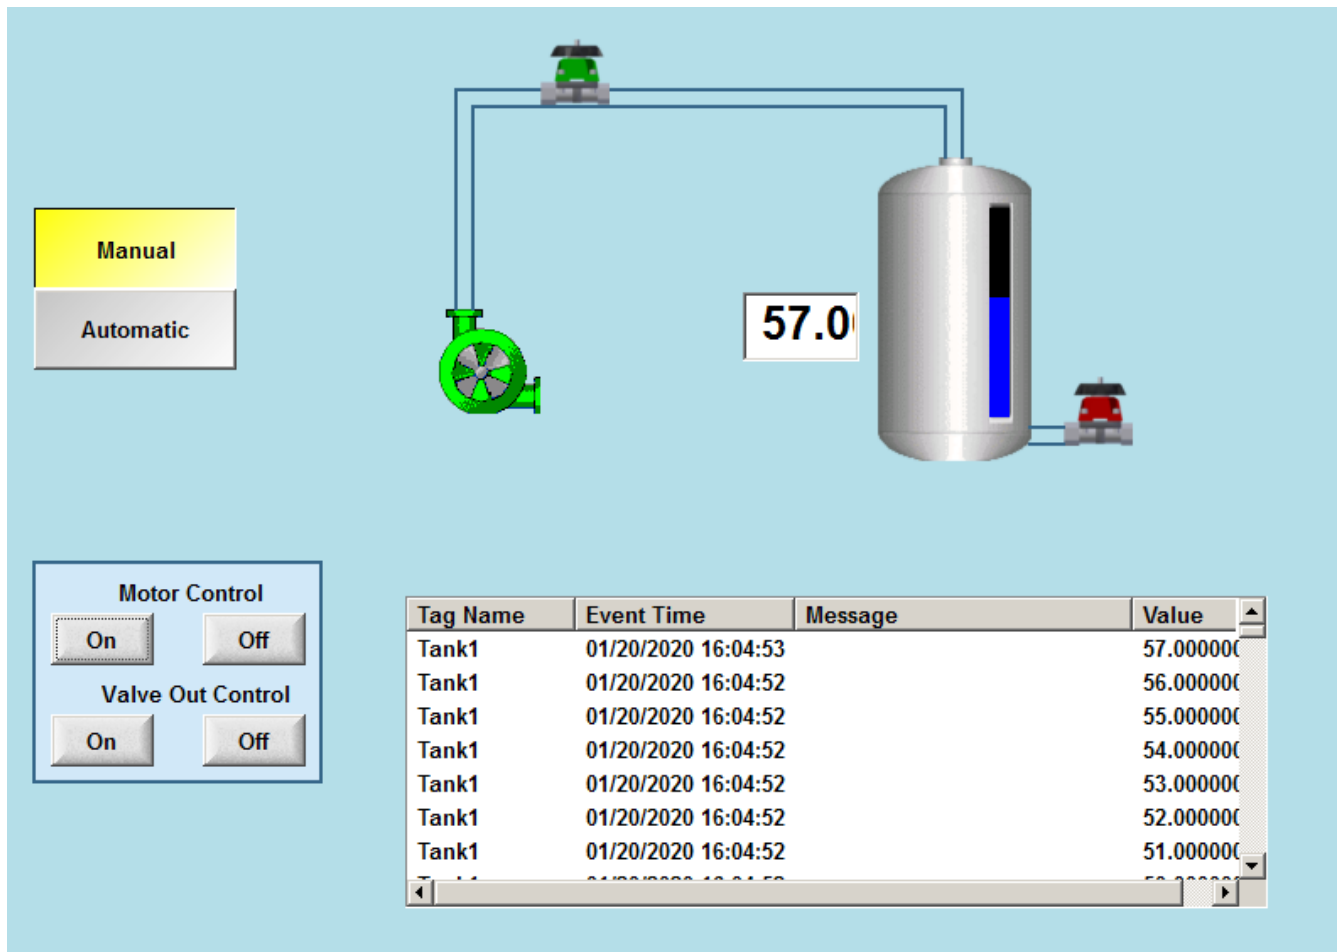 Manual
Automatic
57.0
Motor Control
On Off
Valve Out Control
On Off
Tag Name Event Time Message Value
Tank1 01/20/2020 16:04:53 57.000000
Tank1 01/20/2020 16:04:52 56.000000
Tank1 01/20/2020 16:04:52 55.000000
Tank1 01/20/2020 16:04:52 54.000000
Tank1 01/20/2020 16:04:52 53.000000
Tank1 01/20/2020 16:04:52 52.000000
Tank1 01/20/2020 16:04:52 51.000000